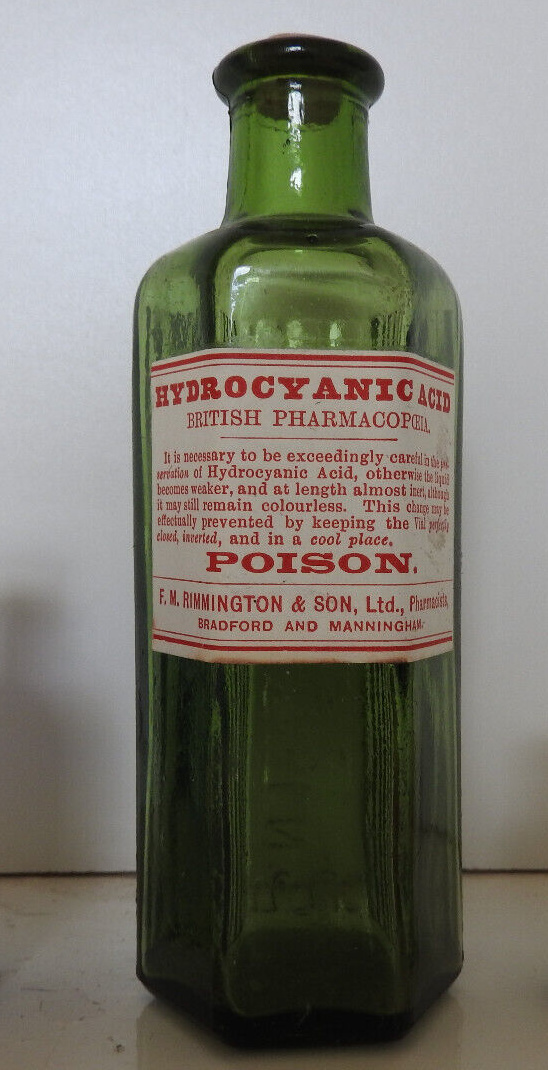 HYDROCYANIC ACID
BRITISH PHARMACOPŒIA.
It is necessary to be exceedingly careful in the
of Hydrocyanic Acid, otherwise the liquid
becomes weaker, and at length almost inert, although
it may still remain colourless. This change may be
effectually prevented by keeping the Vial perfectly
closed, inverted, and in a cool place.
POISON.
F. M. RIMMINGTON & SON, Ltd., Pharmacists,
BRADFORD AND MANNINGHAM.